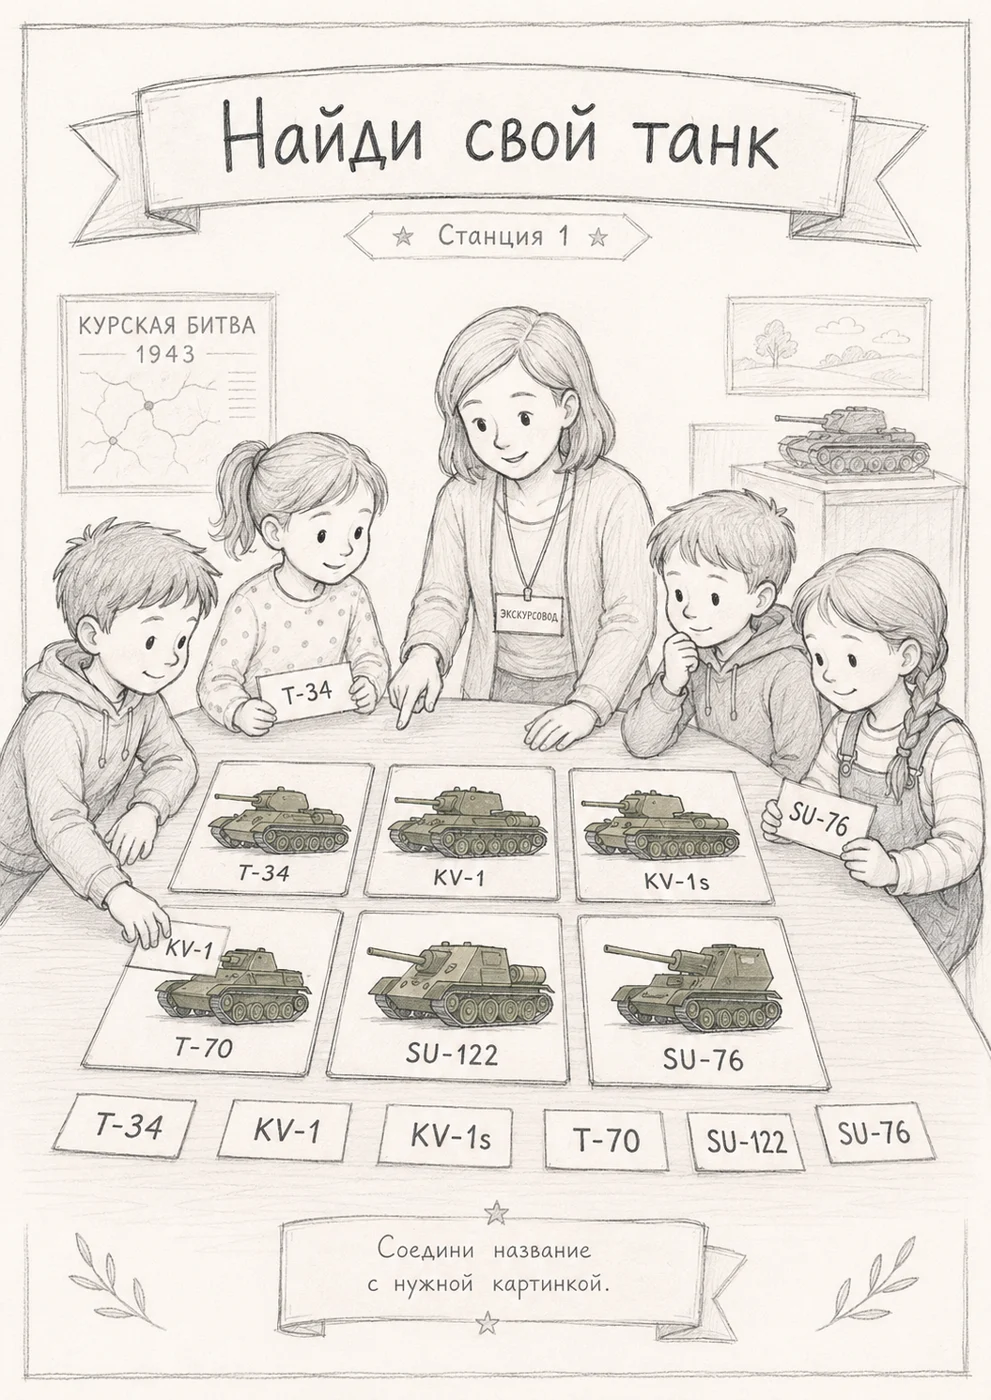 Найди свой танк
Станция 1
КУРСКАЯ БИТВА
1943
ЭКСКУРСОВОД
T-34
SU-76
T-34
KV-1
KV-1s
KV-1
T-70
SU-122
SU-76
T-34
KV-1
KV-1s
T-70
SU-122
SU-76
Соедини название
с нужной картинкой.